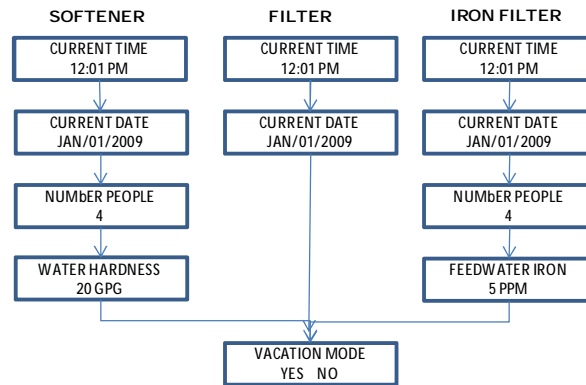 SOFTENER
FILTER
IRON FILTER
CURRENT TIME
12:01 PM
CURRENT TIME
12:01 PM
CURRENT TIME
12:01 PM
CURRENT DATE
JAN/01/2009
CURRENT DATE
JAN/01/2009
CURRENT DATE
JAN/01/2009
NUMbER PEOPLE
4
NUMbER PEOPLE
4
WATER HARDNESS
20 GPG
FEEDWATER IRON
5 PPM
VACATION MODE
YES NO